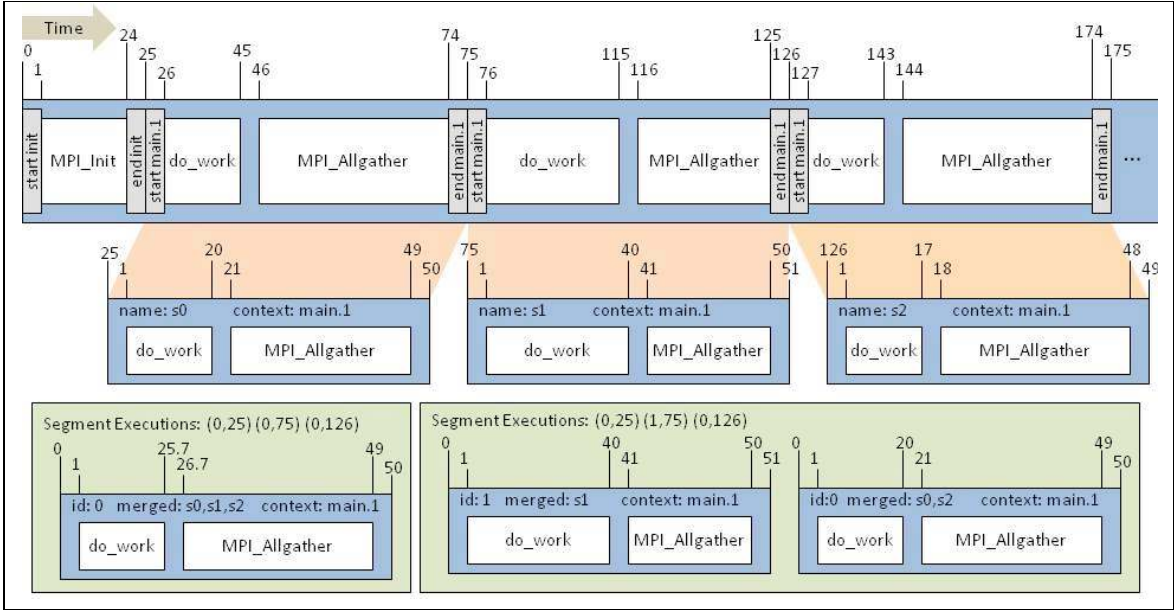 Time
0 24 45 74 115 125 143 174
1 25 46 75 116 126 144 175
26 76 127
start init
MPI_Init
end init
start main.1
do_work
MPI_Allgather
end main.1
start main.1
do_work
MPI_Allgather
end main.1
start main.1
do_work
MPI_Allgather
end main.1
...
25 20 49
1 21 50
name: s0 context: main.1
do_work MPI_Allgather
75 40 50
1 41 51
name: s1 context: main.1
do_work MPI_Allgather
126 17 48
1 18 49
name: s2 context: main.1
do_work MPI_Allgather
Segment Executions: (0,25) (0,75) (0,126)
0 25.7 49
1 26.7 50
id: 0 merged: s0,s1,s2 context: main.1
do_work MPI_Allgather
Segment Executions: (0,25) (1,75) (0,126)
0 40 50
1 41 51
id: 1 merged: s1 context: main.1
do_work MPI_Allgather
0 20 49
1 21 50
id:0 merged: s0,s2 context: main.1
do_work MPI_Allgather